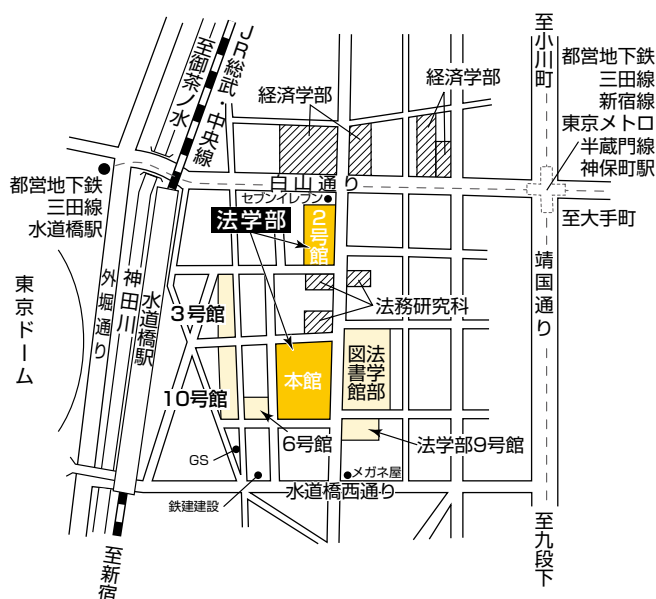 JR総武・中央線
至御茶ノ水
至小川町
都営地下鉄
三田線
新宿線
東京メトロ
半蔵門線
神保町駅
経済学部
経済学部
白山通り
セブンイレブン
都営地下鉄
三田線
水道橋駅
至大手町
法学部
2号館
靖国通り
東京ドーム
外堀通り
神田川
水道橋駅
3号館
法務研究科
本館
法学部
図書館
10号館
6号館
法学部9号館
GS
メガネ屋
鉄建建設
水道橋西通り
至新宿
至九段下